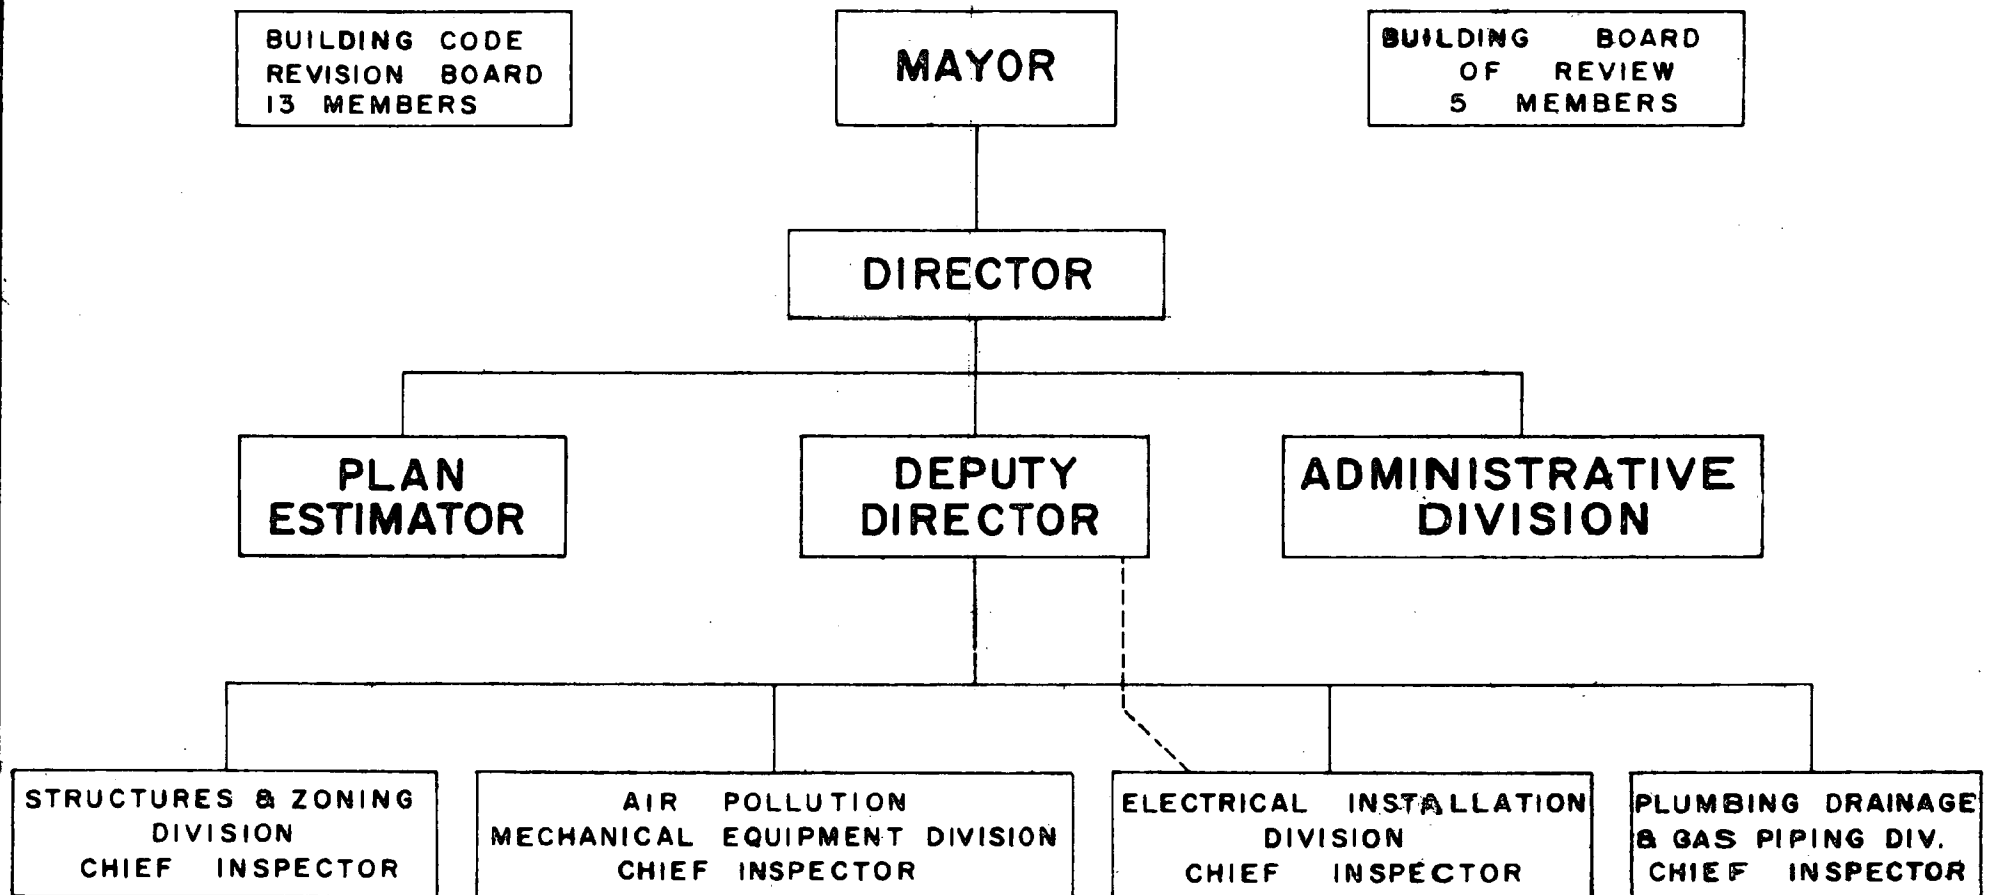 BUILDING CODE
REVISION BOARD
13 MEMBERS
MAYOR
BUILDING BOARD
OF REVIEW
5 MEMBERS
DIRECTOR
PLAN
ESTIMATOR
DEPUTY
DIRECTOR
ADMINISTRATIVE
DIVISION
STRUCTURES & ZONING
DIVISION
CHIEF INSPECTOR
AIR POLLUTION
MECHANICAL EQUIPMENT DIVISION
CHIEF INSPECTOR
ELECTRICAL INSTALLATION
DIVISION
CHIEF INSPECTOR
PLUMBING DRAINAGE
& GAS PIPING DIV.
CHIEF INSPECTOR